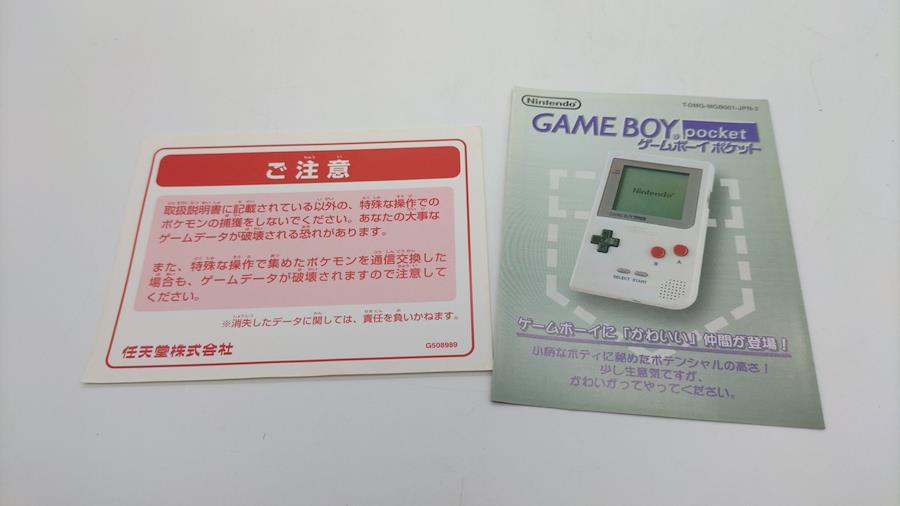 ご注意
取扱説明書に記載されている以外の、特殊な操作での
ポケモンの捕獲をしないでください。あなたの大事な
ゲームデータが破壊される恐れがあります。
また、特殊な操作で集めたポケモンを通信交換した
場合も、ゲームデータが破壊されますので注意して
ください。
※消失したデータに関しては、責任を負いかねます。
任天堂株式会社
G508989
Nintendo
T-DMG-MGB001-JPN-3
GAME BOY pocket
ゲームボーイ ポケット
Nintendo
GAME BOY pocket
B A
SELECT START
ゲームボーイに「かわいい」仲間が登場!
小柄なボディに秘めたポテンシャルの高さ!
少し生意気ですが、
かわいがってやってください。